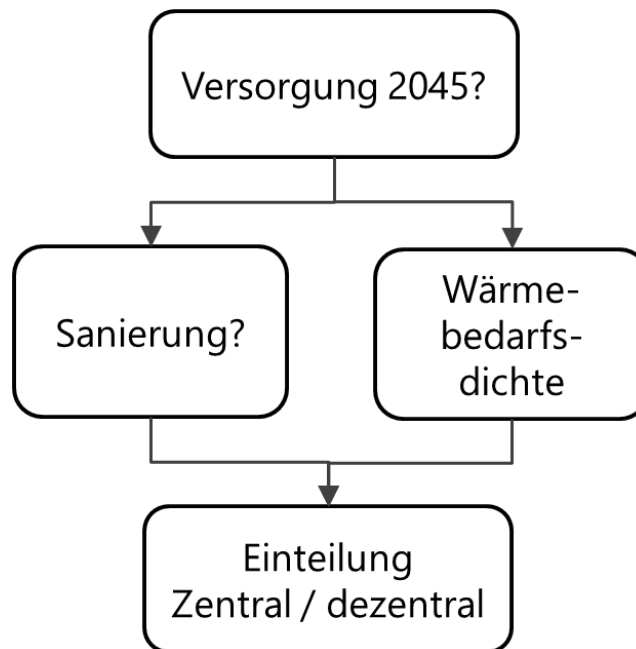 Versorgung 2045?
Sanierung?
Wärme-
bedarfs-
dichte
Einteilung
Zentral / dezentral